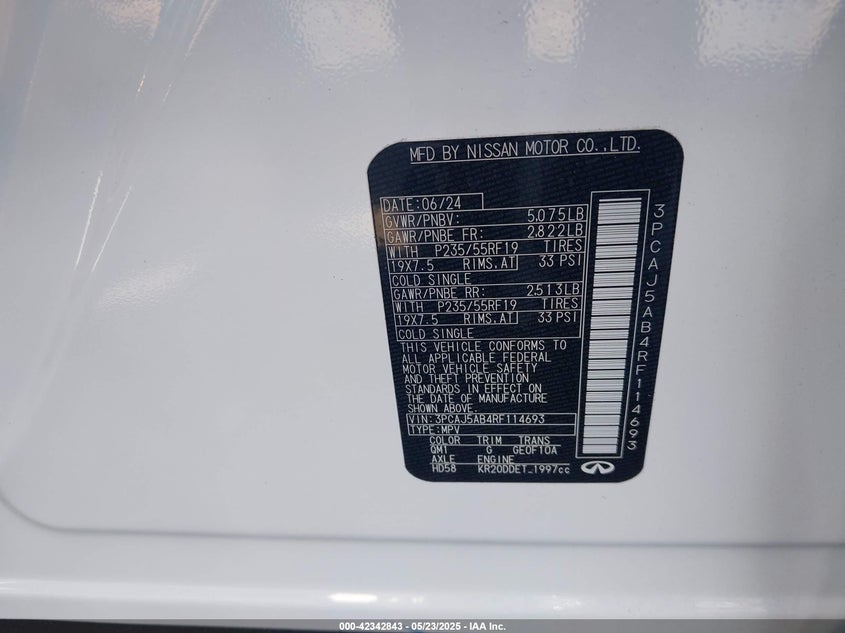 MFD BY NISSAN MOTOR CO.,LTD.
DATE:06/24
GVWR/PNBV: 5,075LB
GAWR/PNBE FR: 2,822LB
WITH P235/55RF19 TIRES
19X7.5 RIMS,AT 33 PSI
COLD SINGLE
GAWR/PNBE RR: 2,513LB
WITH P235/55RF19 TIRES
19X7.5 RIMS,AT 33 PSI
COLD SINGLE
THIS VEHICLE CONFORMS TO
ALL APPLICABLE FEDERAL
MOTOR VEHICLE SAFETY
AND THEFT PREVENTION
STANDARDS IN EFFECT ON
THE DATE OF MANUFACTURE
SHOWN ABOVE.
VIN:3PCAJ5AB4RF114693
TYPE:MPV
COLOR TRIM TRANS
QM1 G GE0F10A
AXLE ENGINE
HD58 KR20DDET_1997cc
3PCAJ5AB4RF114693
000-42342843 - 05/23/2025 - IAA Inc.